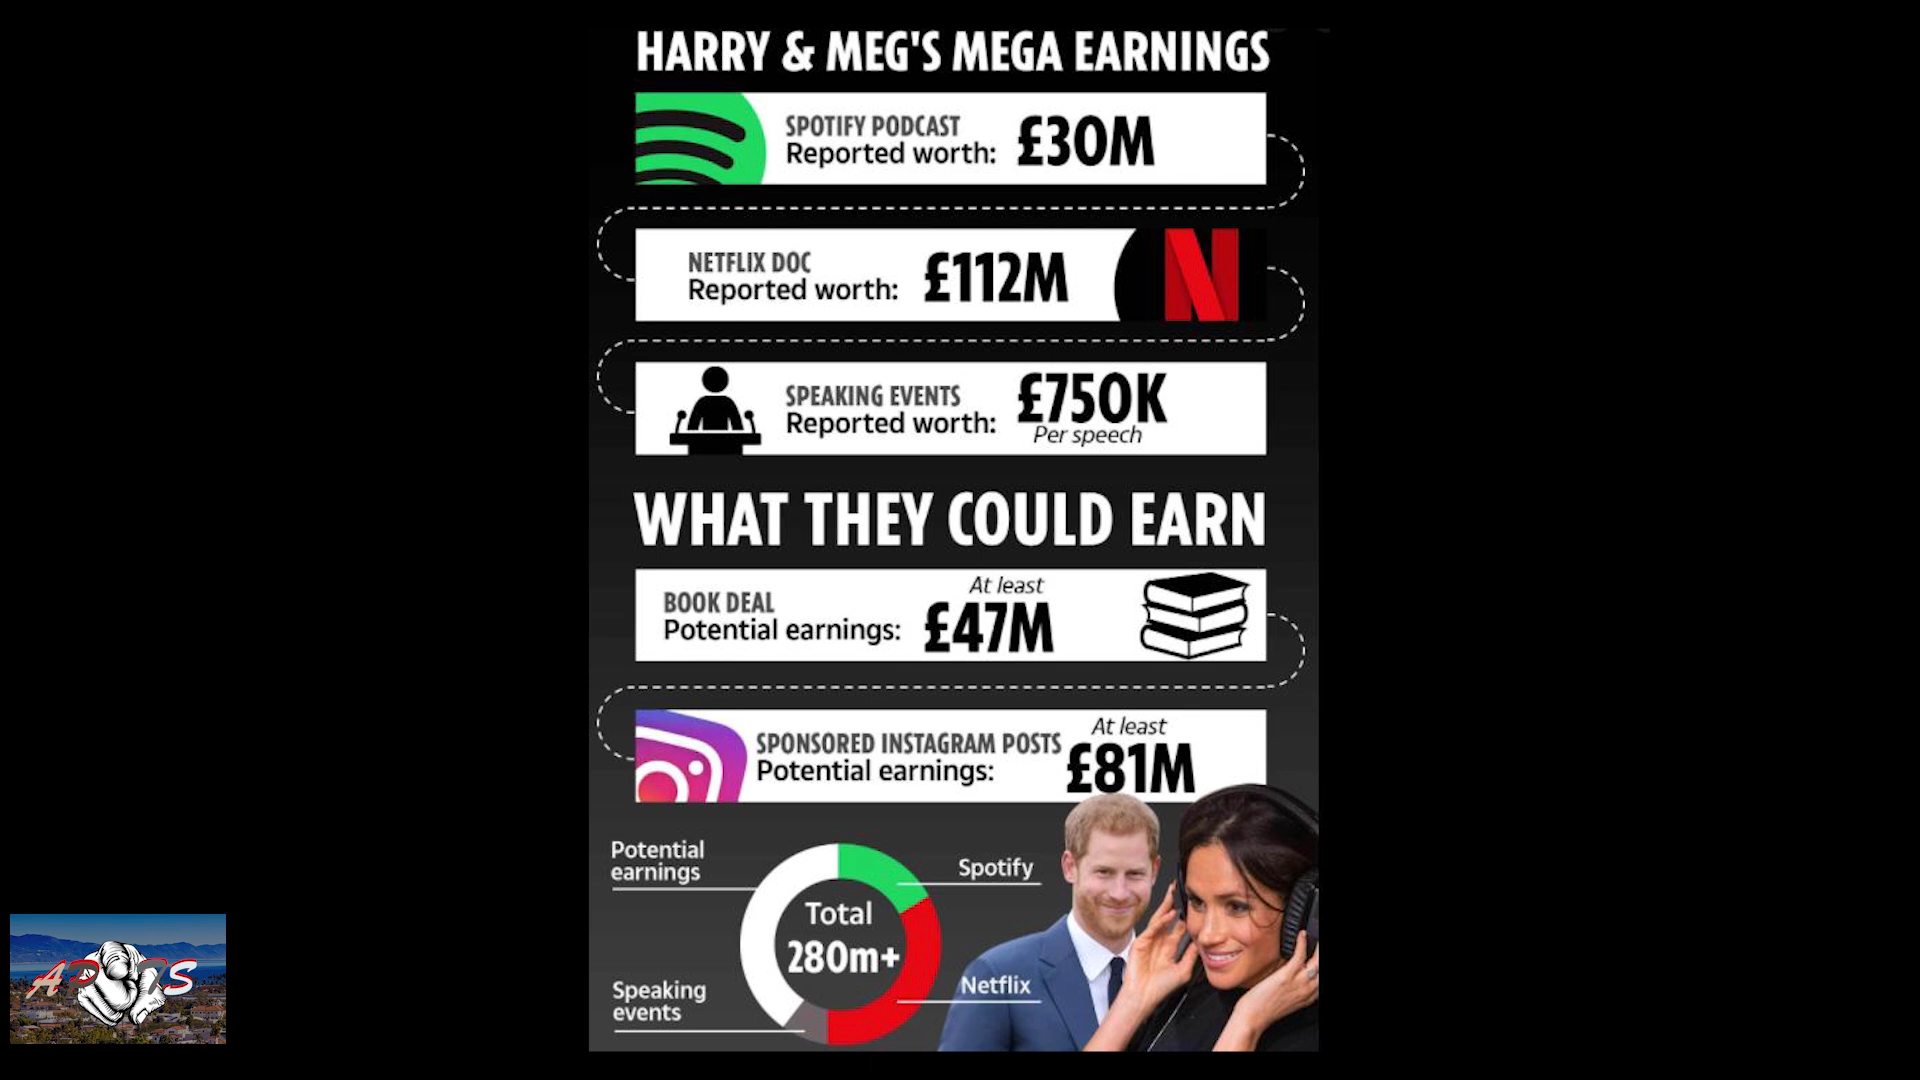 HARRY & MEG'S MEGA EARNINGS
SPOTIFY PODCAST
Reported worth: £30M
NETFLIX DOC
Reported worth: £112M
N
SPEAKING EVENTS
Reported worth: £750K
Per speech
WHAT THEY COULD EARN
BOOK DEAL
Potential earnings:
At least
£47M
SPONSORED INSTAGRAM POSTS
Potential earnings:
At least
£81M
Potential
earnings
Spotify
Total
280m+
Netflix
Speaking
events